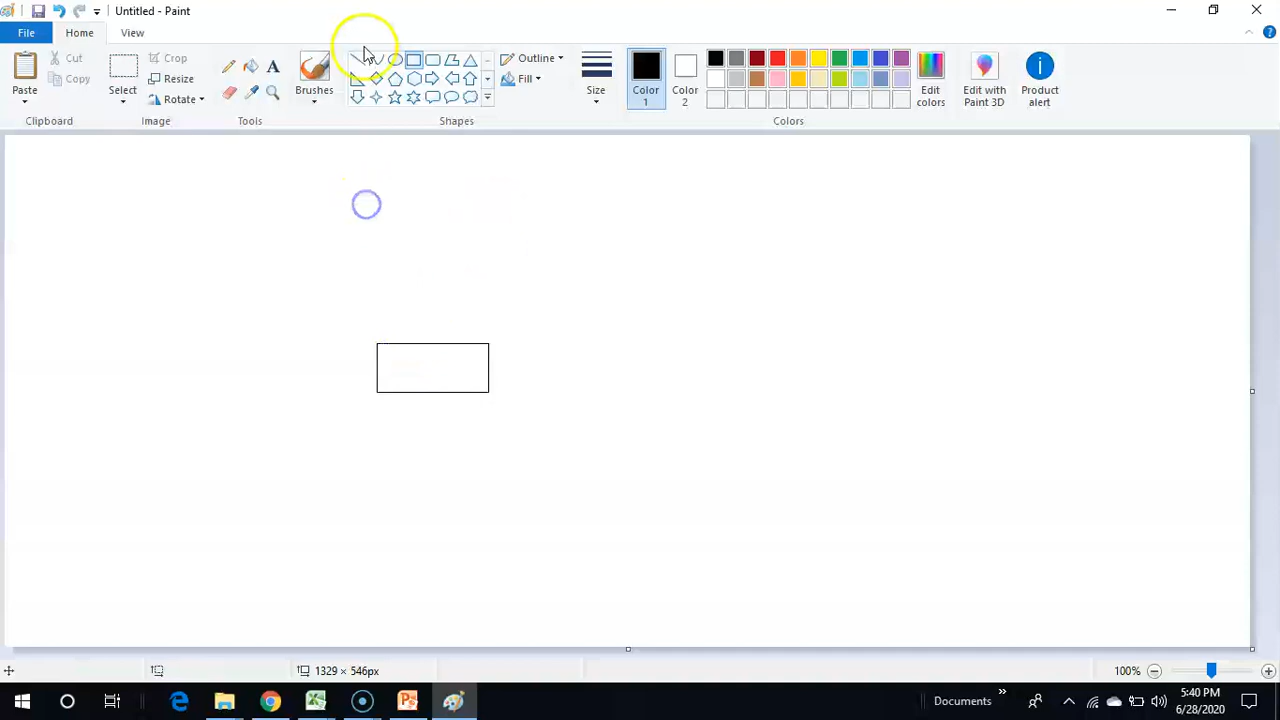 Untitled - Paint
File
Home
View
Paste
Cut
Copy
Clipboard
Select
Crop
Resize
Rotate
Image
A
Tools
Brushes
Shapes
Outline
Fill
Size
Color 1
Color 2
Edit colors
Colors
Edit with Paint 3D
Product alert
1329 × 546px
100%
Documents
5:40 PM
6/28/2020